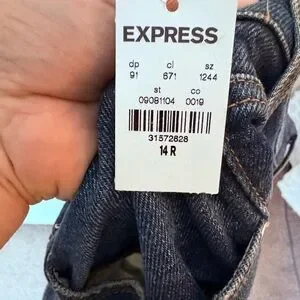 EXPRESS
dp cl sz
91 671 1244
st co
09081104 0019
31572828
14 R